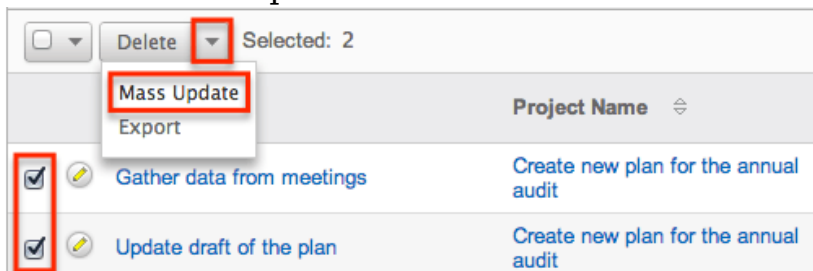 Delete Selected: 2
Mass Update
Export
Project Name
Gather data from meetings
Create new plan for the annual
audit
Update draft of the plan
Create new plan for the annual
audit